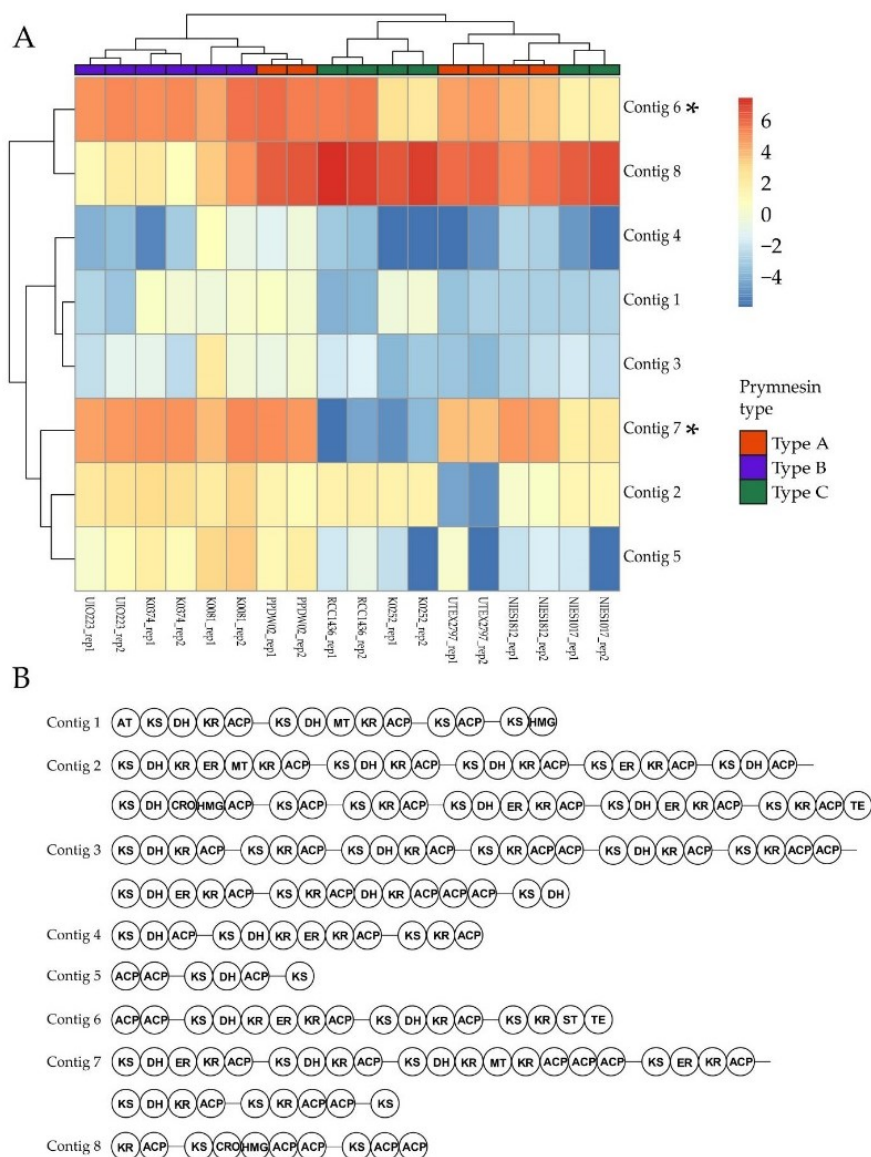 A
Contig 6 *
Contig 8
Contig 4
Contig 1
Contig 3
Contig 7 *
Contig 2
Contig 5
6
4
2
0
−2
−4
Prymnesin
type
Type A
Type B
Type C
UIO223_rep1
UIO223_rep2
K0374_rep1
K0374_rep2
K0081_rep1
K0081_rep2
PPDW02_rep1
PPDW02_rep2
RCC1436_rep1
RCC1436_rep2
K0252_rep1
K0252_rep2
UTEX2797_rep1
UTEX2797_rep2
NIES1812_rep1
NIES1812_rep2
NIES1017_rep1
NIES1017_rep2
B
Contig 1 AT KS DH KR ACP KS DH MT KR ACP KS ACP KS HMG
Contig 2 KS DH KR ER MT KR ACP KS DH KR ACP KS DH KR ACP KS ER KR ACP KS DH ACP
KS DH CRO HMG ACP KS ACP KS KR ACP KS DH ER KR ACP KS DH ER KR ACP KS KR ACP TE
Contig 3 KS DH KR ACP KS KR ACP KS DH KR ACP KS KR ACP ACP KS DH KR ACP KS KR ACP ACP
KS DH ER KR ACP KS KR ACP DH KR ACP ACP ACP KS DH
Contig 4 KS DH ACP KS DH KR ER KR ACP KS KR ACP
Contig 5 ACP ACP KS DH ACP KS
Contig 6 ACP ACP KS DH KR ER KR ACP KS DH KR ACP KS KR ST TE
Contig 7 KS DH ER KR ACP KS DH KR ACP KS DH KR MT KR ACP ACP ACP KS ER KR ACP
KS DH KR ACP KS KR ACP ACP KS
Contig 8 KR ACP KS CRO HMG ACP ACP KS ACP ACP